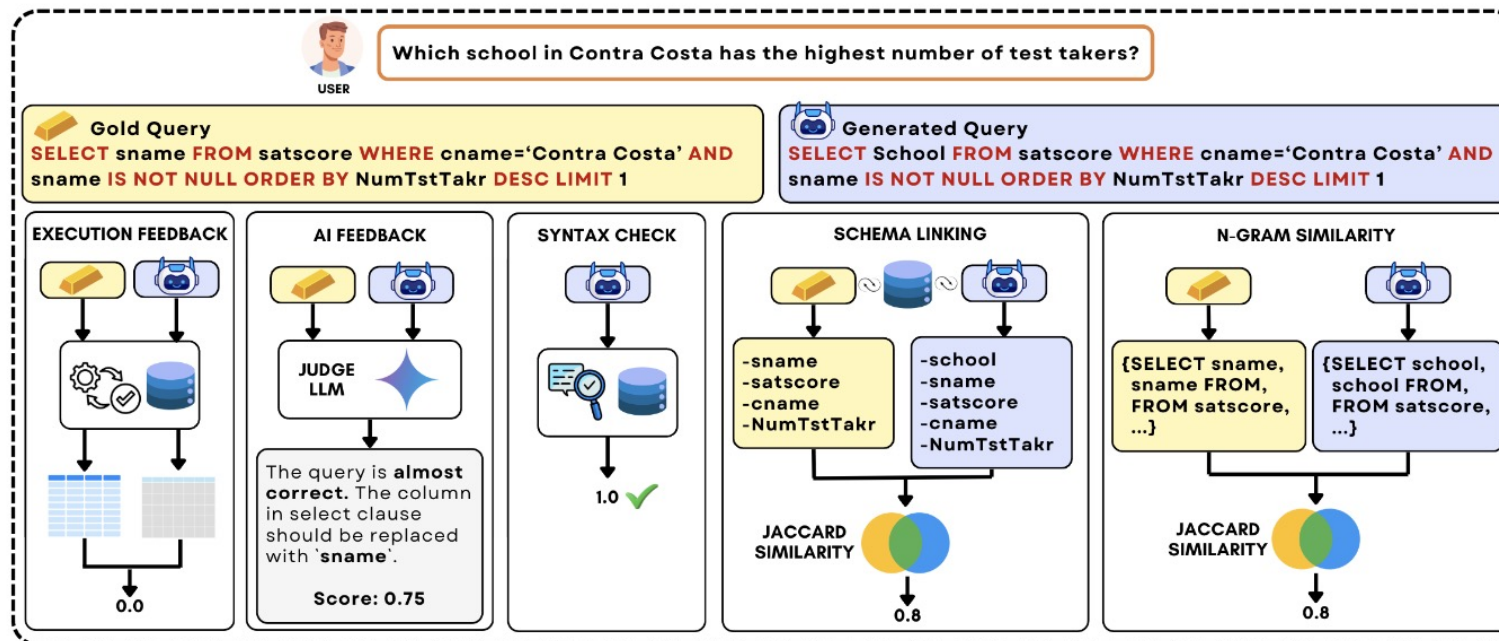 Which school in Contra Costa has the highest number of test takers?
USER
Gold Query
SELECT sname FROM satscore WHERE cname=‘Contra Costa’ AND
sname IS NOT NULL ORDER BY NumTstTakr DESC LIMIT 1
Generated Query
SELECT School FROM satscore WHERE cname=‘Contra Costa’ AND
sname IS NOT NULL ORDER BY NumTstTakr DESC LIMIT 1
EXECUTION FEEDBACK
0.0
AI FEEDBACK
JUDGE
LLM
The query is almost
correct. The column
in select clause
should be replaced
with `sname`.
Score: 0.75
SYNTAX CHECK
1.0
SCHEMA LINKING
-sname
-satscore
-cname
-NumTstTakr
-school
-sname
-satscore
-cname
-NumTstTakr
JACCARD
SIMILARITY
0.8
N-GRAM SIMILARITY
{SELECT sname,
sname FROM,
FROM satscore,
...}
{SELECT school,
school FROM,
FROM satscore,
...}
JACCARD
SIMILARITY
0.8